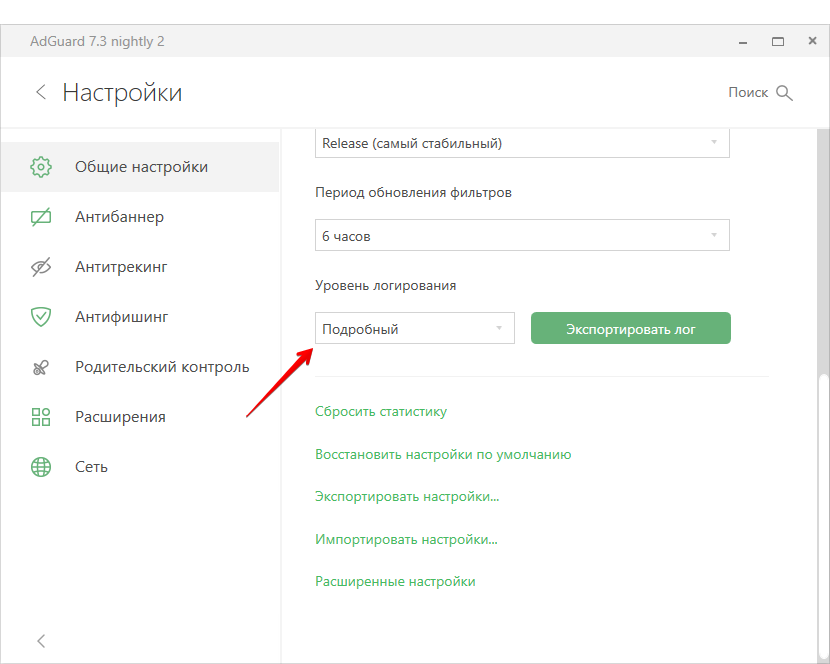 AdGuard 7.3 nightly 2
Настройки
Поиск
Общие настройки
Антибаннер
Антитрекинг
Антифишинг
Родительский контроль
Расширения
Сеть
Release (самый стабильный)
Период обновления фильтров
6 часов
Уровень логирования
Подробный
Экспортировать лог
Сбросить статистику
Восстановить настройки по умолчанию
Экспортировать настройки...
Импортировать настройки...
Расширенные настройки